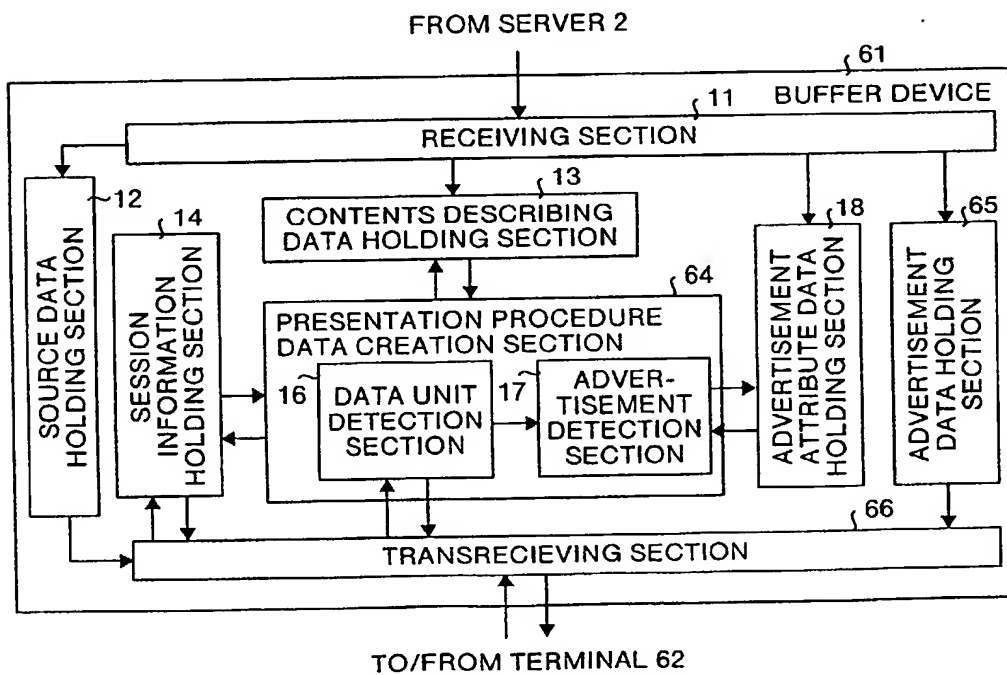 FROM SERVER 2
61
BUFFER DEVICE
11
RECEIVING SECTION
12
SOURCE DATA
HOLDING SECTION
14
SESSION
INFORMATION
HOLDING SECTION
13
CONTENTS DESCRIBING
DATA HOLDING SECTION
64
PRESENTATION PROCEDURE
DATA CREATION SECTION
16
DATA UNIT
DETECTION
SECTION
17
ADVER-
TISEMENT
DETECTION
SECTION
18
ADVERTISEMENT
ATTRIBUTE DATA
HOLDING SECTION
65
ADVERTISEMENT
DATA HOLDING
SECTION
66
TRANSRECIEVING SECTION
TO/FROM TERMINAL 62